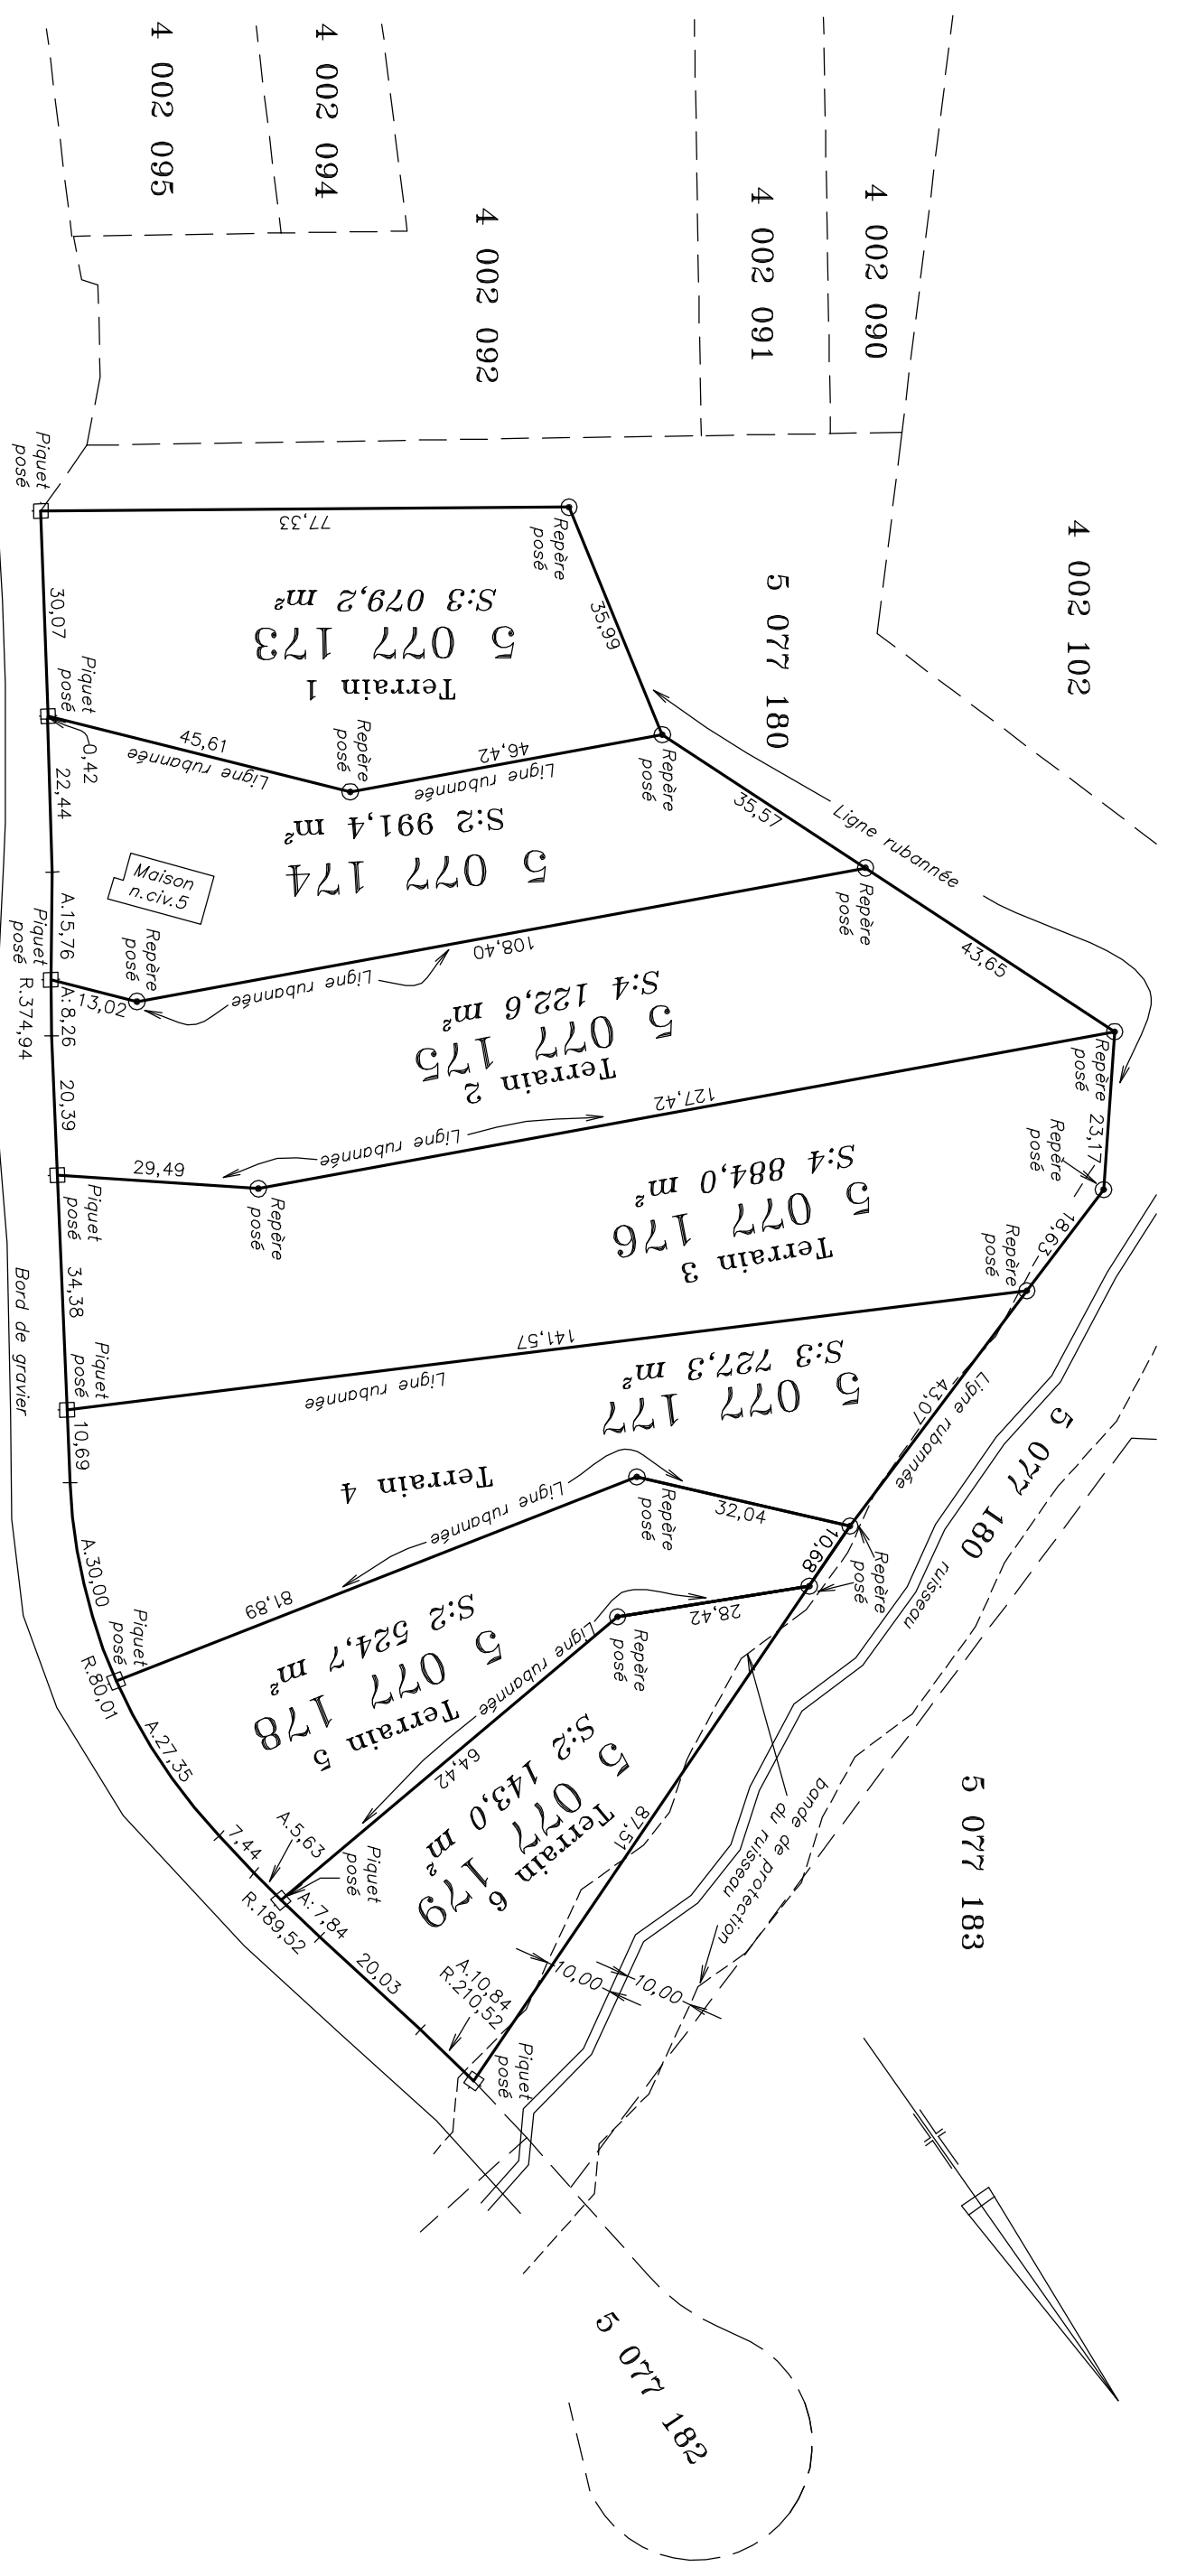 4 002 095
4 002 094
4 002 092
4 002 091
4 002 090
4 002 102
5 077 180
Piquet
posé
77,33
Repère
posé
30,07
35,99
S:3 079,2 m²
5 077 173
Terrain 1
Piquet
posé
0,42
45,61
Ligne rubannée
Repère
posé
46,42
Ligne rubannée
Repère
posé
35,57
Ligne rubannée
22,44
S:2 991,4 m²
5 077 174
Maison
n.civ.5
A.15,76
Piquet
posé
R.374,94
A:8,26
13,02
Repère
posé
108,40
Ligne rubannée
Repère
posé
43,65
S:4 122,6 m²
5 077 175
Terrain 2
20,39
29,49
Piquet
posé
Repère
posé
Ligne rubannée
127,42
Repère
posé
23,17
Repère
posé
S:4 884,0 m²
5 077 176
Terrain 3
18,63
Repère
posé
34,38
Bord de gravier
Piquet
posé
141,57
Ligne rubannée
10,69
S:3 727,3 m²
5 077 177
Terrain 4
43,07
Ligne rubannée
5 077 180
ruisseau
Ligne rubannée
Repère
posé
32,04
10,68
Repère
posé
A.30,00
81,89
Piquet
posé
R.80,01
S:2 524,7 m²
5 077 178
Terrain 5
28,42
Repère
posé
Ligne rubannée
64,42
A.27,35
7,44
A.5,63
Piquet
posé
R.189,52
A:7,84
S:2 143,0 m²
5 077 179
Terrain 6
87,51
bande de protection
du ruisseau
5 077 183
20,03
A.10,84
R.210,52
10,00
10,00
Piquet
posé
5 077 182